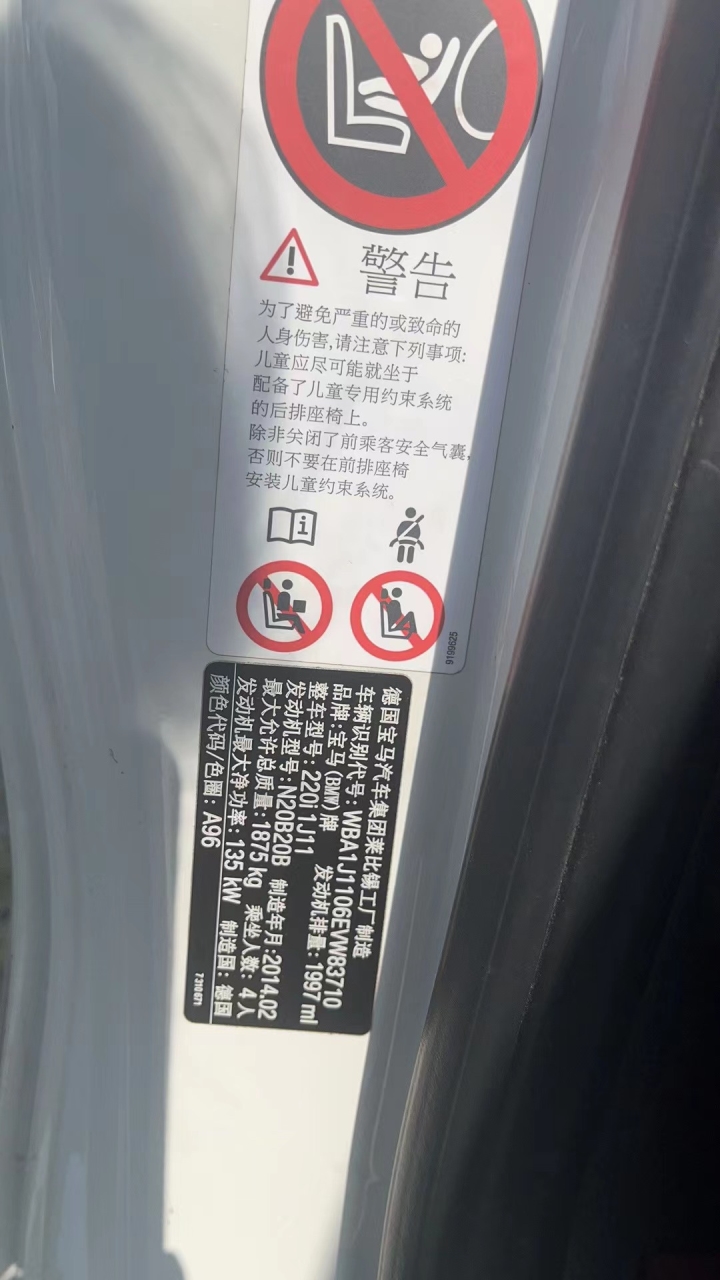 警告
为了避免严重的或致命的
人身伤害,请注意下列事项:
儿童应尽可能就坐于
配备了儿童专用约束系统
的后排座椅上。
除非关闭了前乘客安全气囊,
否则不要在前排座椅
安装儿童约束系统。
9199625
德国宝马汽车集团莱比锡工厂制造
车辆识别代号:WBA1J1106EVW83710
品牌:宝马(BMW)牌 发动机排量:1997 ml
整车型号:220i 1J11
发动机型号:N20B20B 制造年月:2014.02
最大允许总质量:1875 kg 乘坐人数: 4 人
发动机最大净功率:135 kW 制造国: 德国
颜色代码/色圈: A96
7310671